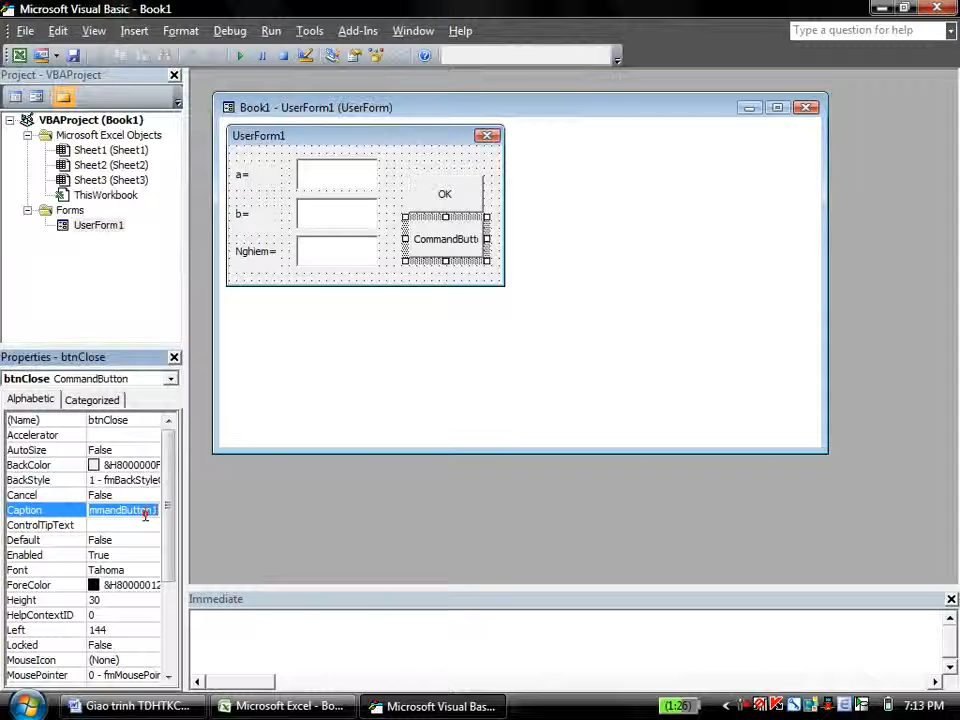 Microsoft Visual Basic - Book1
File Edit View Insert Format Debug Run Tools Add-Ins Window Help
Type a question for help
Project - VBAProject
VBAProject (Book1)
Microsoft Excel Objects
Sheet1 (Sheet1)
Sheet2 (Sheet2)
Sheet3 (Sheet3)
ThisWorkbook
Forms
UserForm1
Book1 - UserForm1 (UserForm)
UserForm1
a=
OK
b=
CommandButt
Nghiem=
Properties - btnClose
btnClose CommandButton
Alphabetic Categorized
(Name) btnClose
Accelerator
AutoSize False
BackColor &H8000000F
BackStyle 1 - fmBackStyle
Cancel False
Caption mmandButton1
ControlTipText
Default False
Enabled True
Font Tahoma
ForeColor &H80000012
Height 30
HelpContextID 0
Left 144
Locked False
MouseIcon (None)
MousePointer 0 - fmMousePoin
Immediate
Giao trinh TDHTKC... Microsoft Excel - Bo... Microsoft Visual Bas... (1:26) 7:13 PM